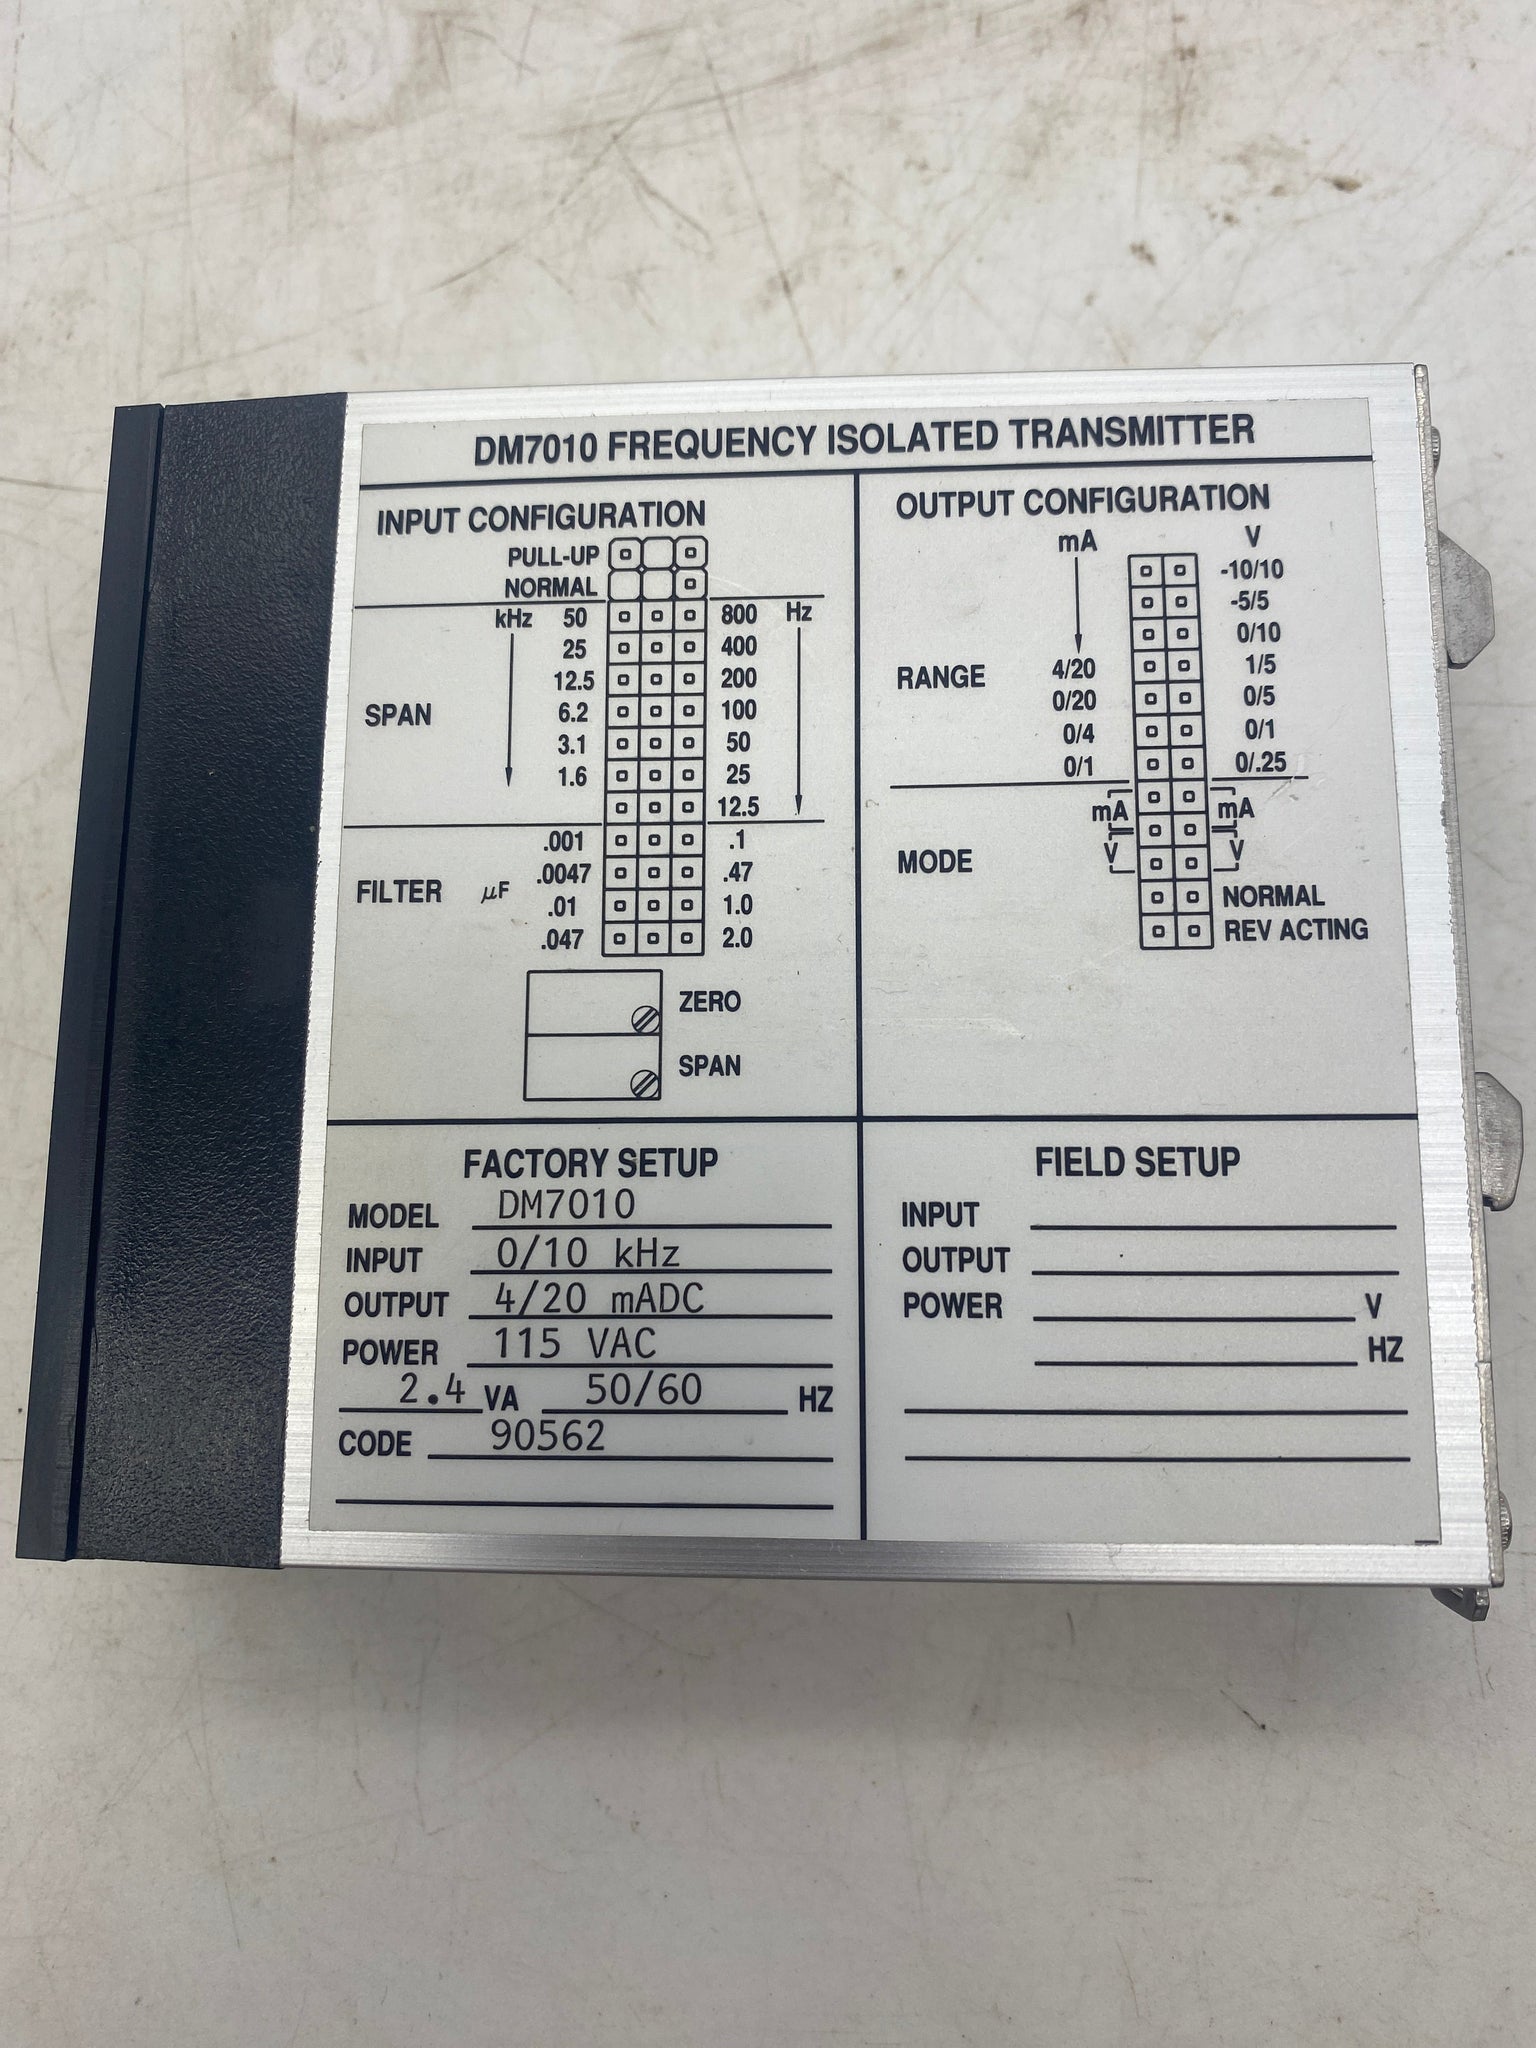 DM7010 FREQUENCY ISOLATED TRANSMITTER
INPUT CONFIGURATION
PULL-UP
NORMAL
kHz 50 800 Hz
25 400
12.5 200
SPAN 6.2 100
3.1 50
1.6 25
12.5
.001 .1
FILTER µF .0047 .47
.01 1.0
.047 2.0
ZERO
SPAN
OUTPUT CONFIGURATION
mA V
-10/10
-5/5
0/10
RANGE 4/20 1/5
0/20 0/5
0/4 0/1
0/1 0/.25
mA mA
MODE V V
NORMAL
REV ACTING
FACTORY SETUP
MODEL DM7010
INPUT 0/10 kHz
OUTPUT 4/20 mADC
POWER 115 VAC
2.4 VA 50/60 HZ
CODE 90562
FIELD SETUP
INPUT
OUTPUT
POWER V
HZ